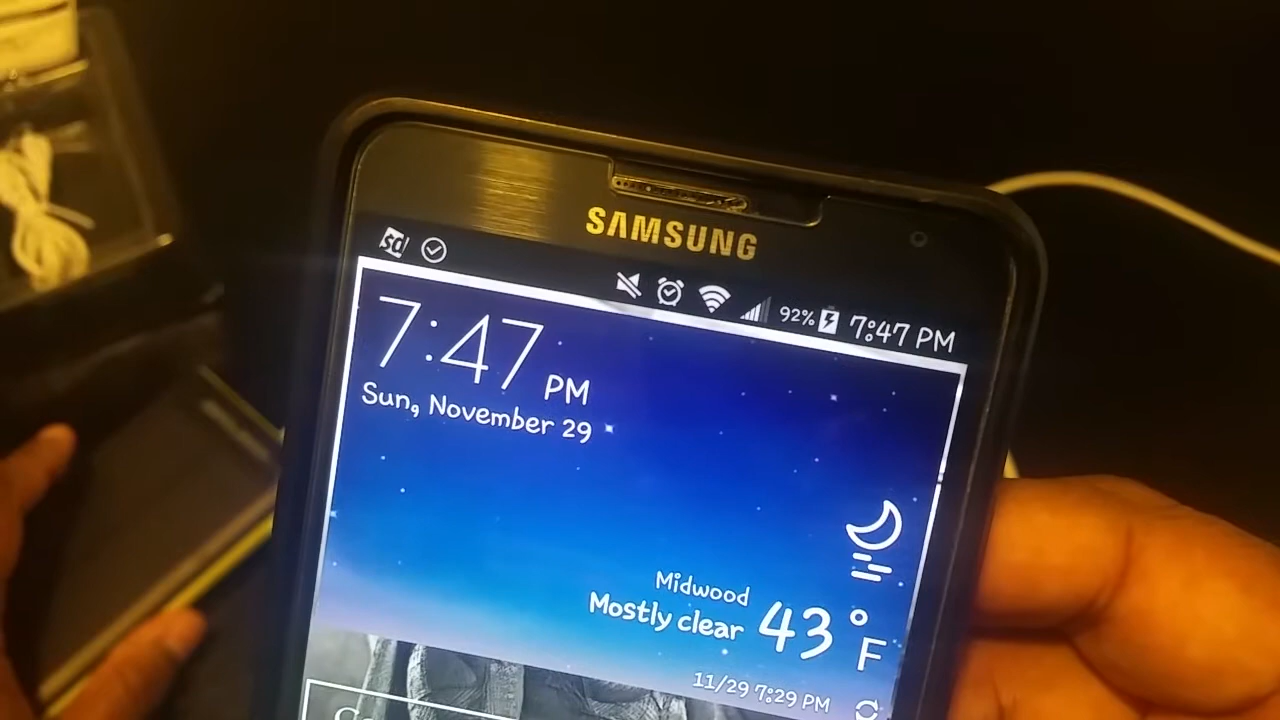 SAMSUNG
92% 7:47 PM
7:47 PM
Sun, November 29
Midwood
Mostly clear 43°F
11/29 7:29 PM